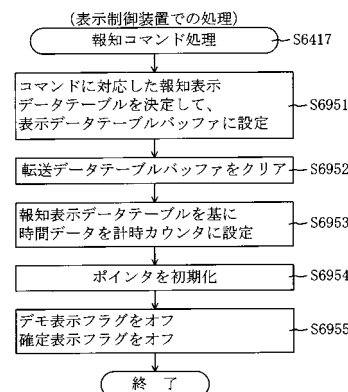 (表示制御装置での処理)
報知コマンド処理
S6417
コマンドに対応した報知表示
データテーブルを決定して、
表示データテーブルバッファに設定
S6951
転送データテーブルバッファをクリア
S6952
報知表示データテーブルを基に
時間データを計時カウンタに設定
S6953
ポインタを初期化
S6954
デモ表示フラグをオフ
確定表示フラグをオフ
S6955
終 了